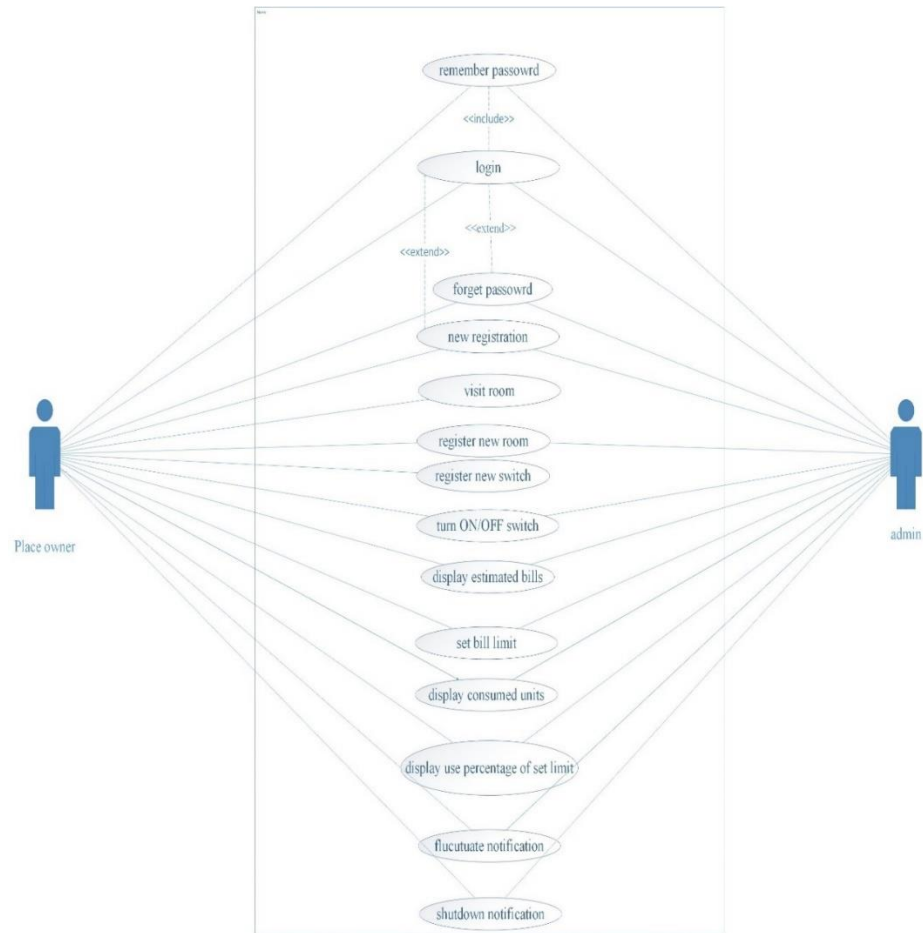 remember passowrd
<<include>>
login
<<extend>>
<<extend>>
forget passowrd
new registration
visit room
register new room
register new switch
turn ON/OFF switch
Place owner
admin
display estimated bills
set bill limit
display consumed units
display use percentage of set limit
flucutuate notification
shutdown notification